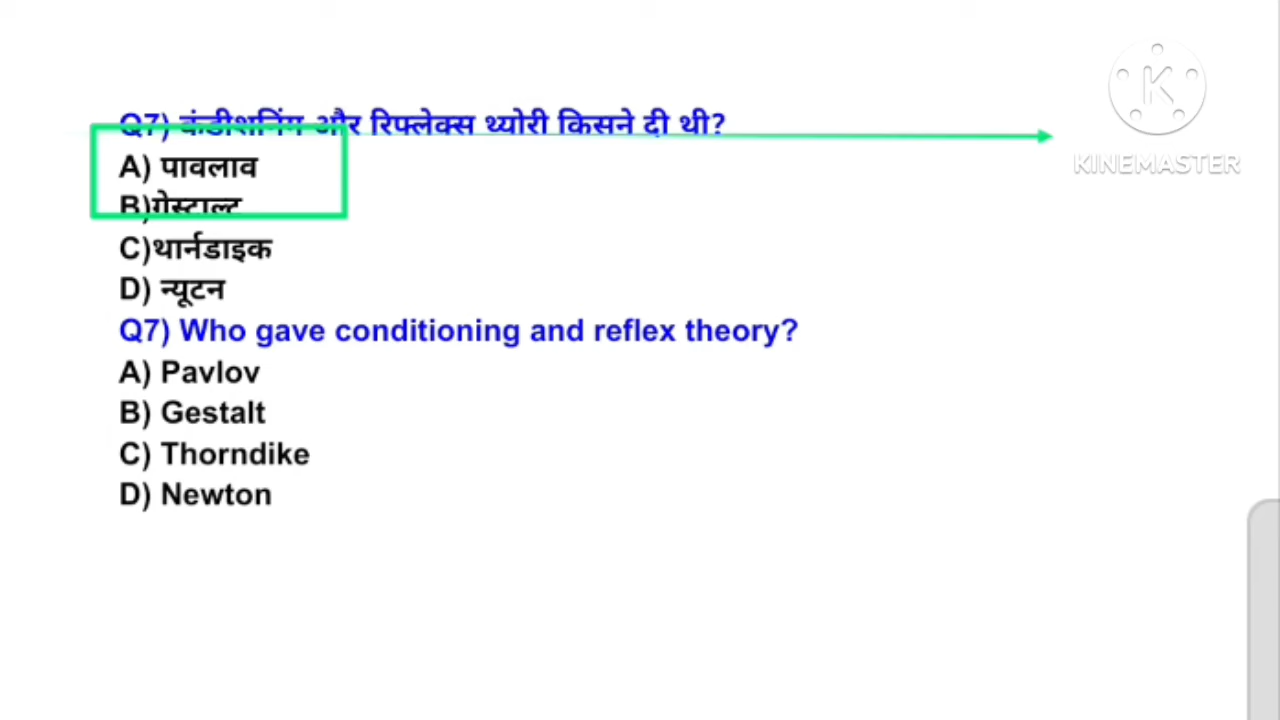 Q7) कंडीशनिंग और रिफ्लेक्स थ्योरी किसने दी थी?
A) पावलाव
B)गेस्टाल्ट
C)थार्नडाइक
D) न्यूटन
Q7) Who gave conditioning and reflex theory?
A) Pavlov
B) Gestalt
C) Thorndike
D) Newton
K
KINEMASTER